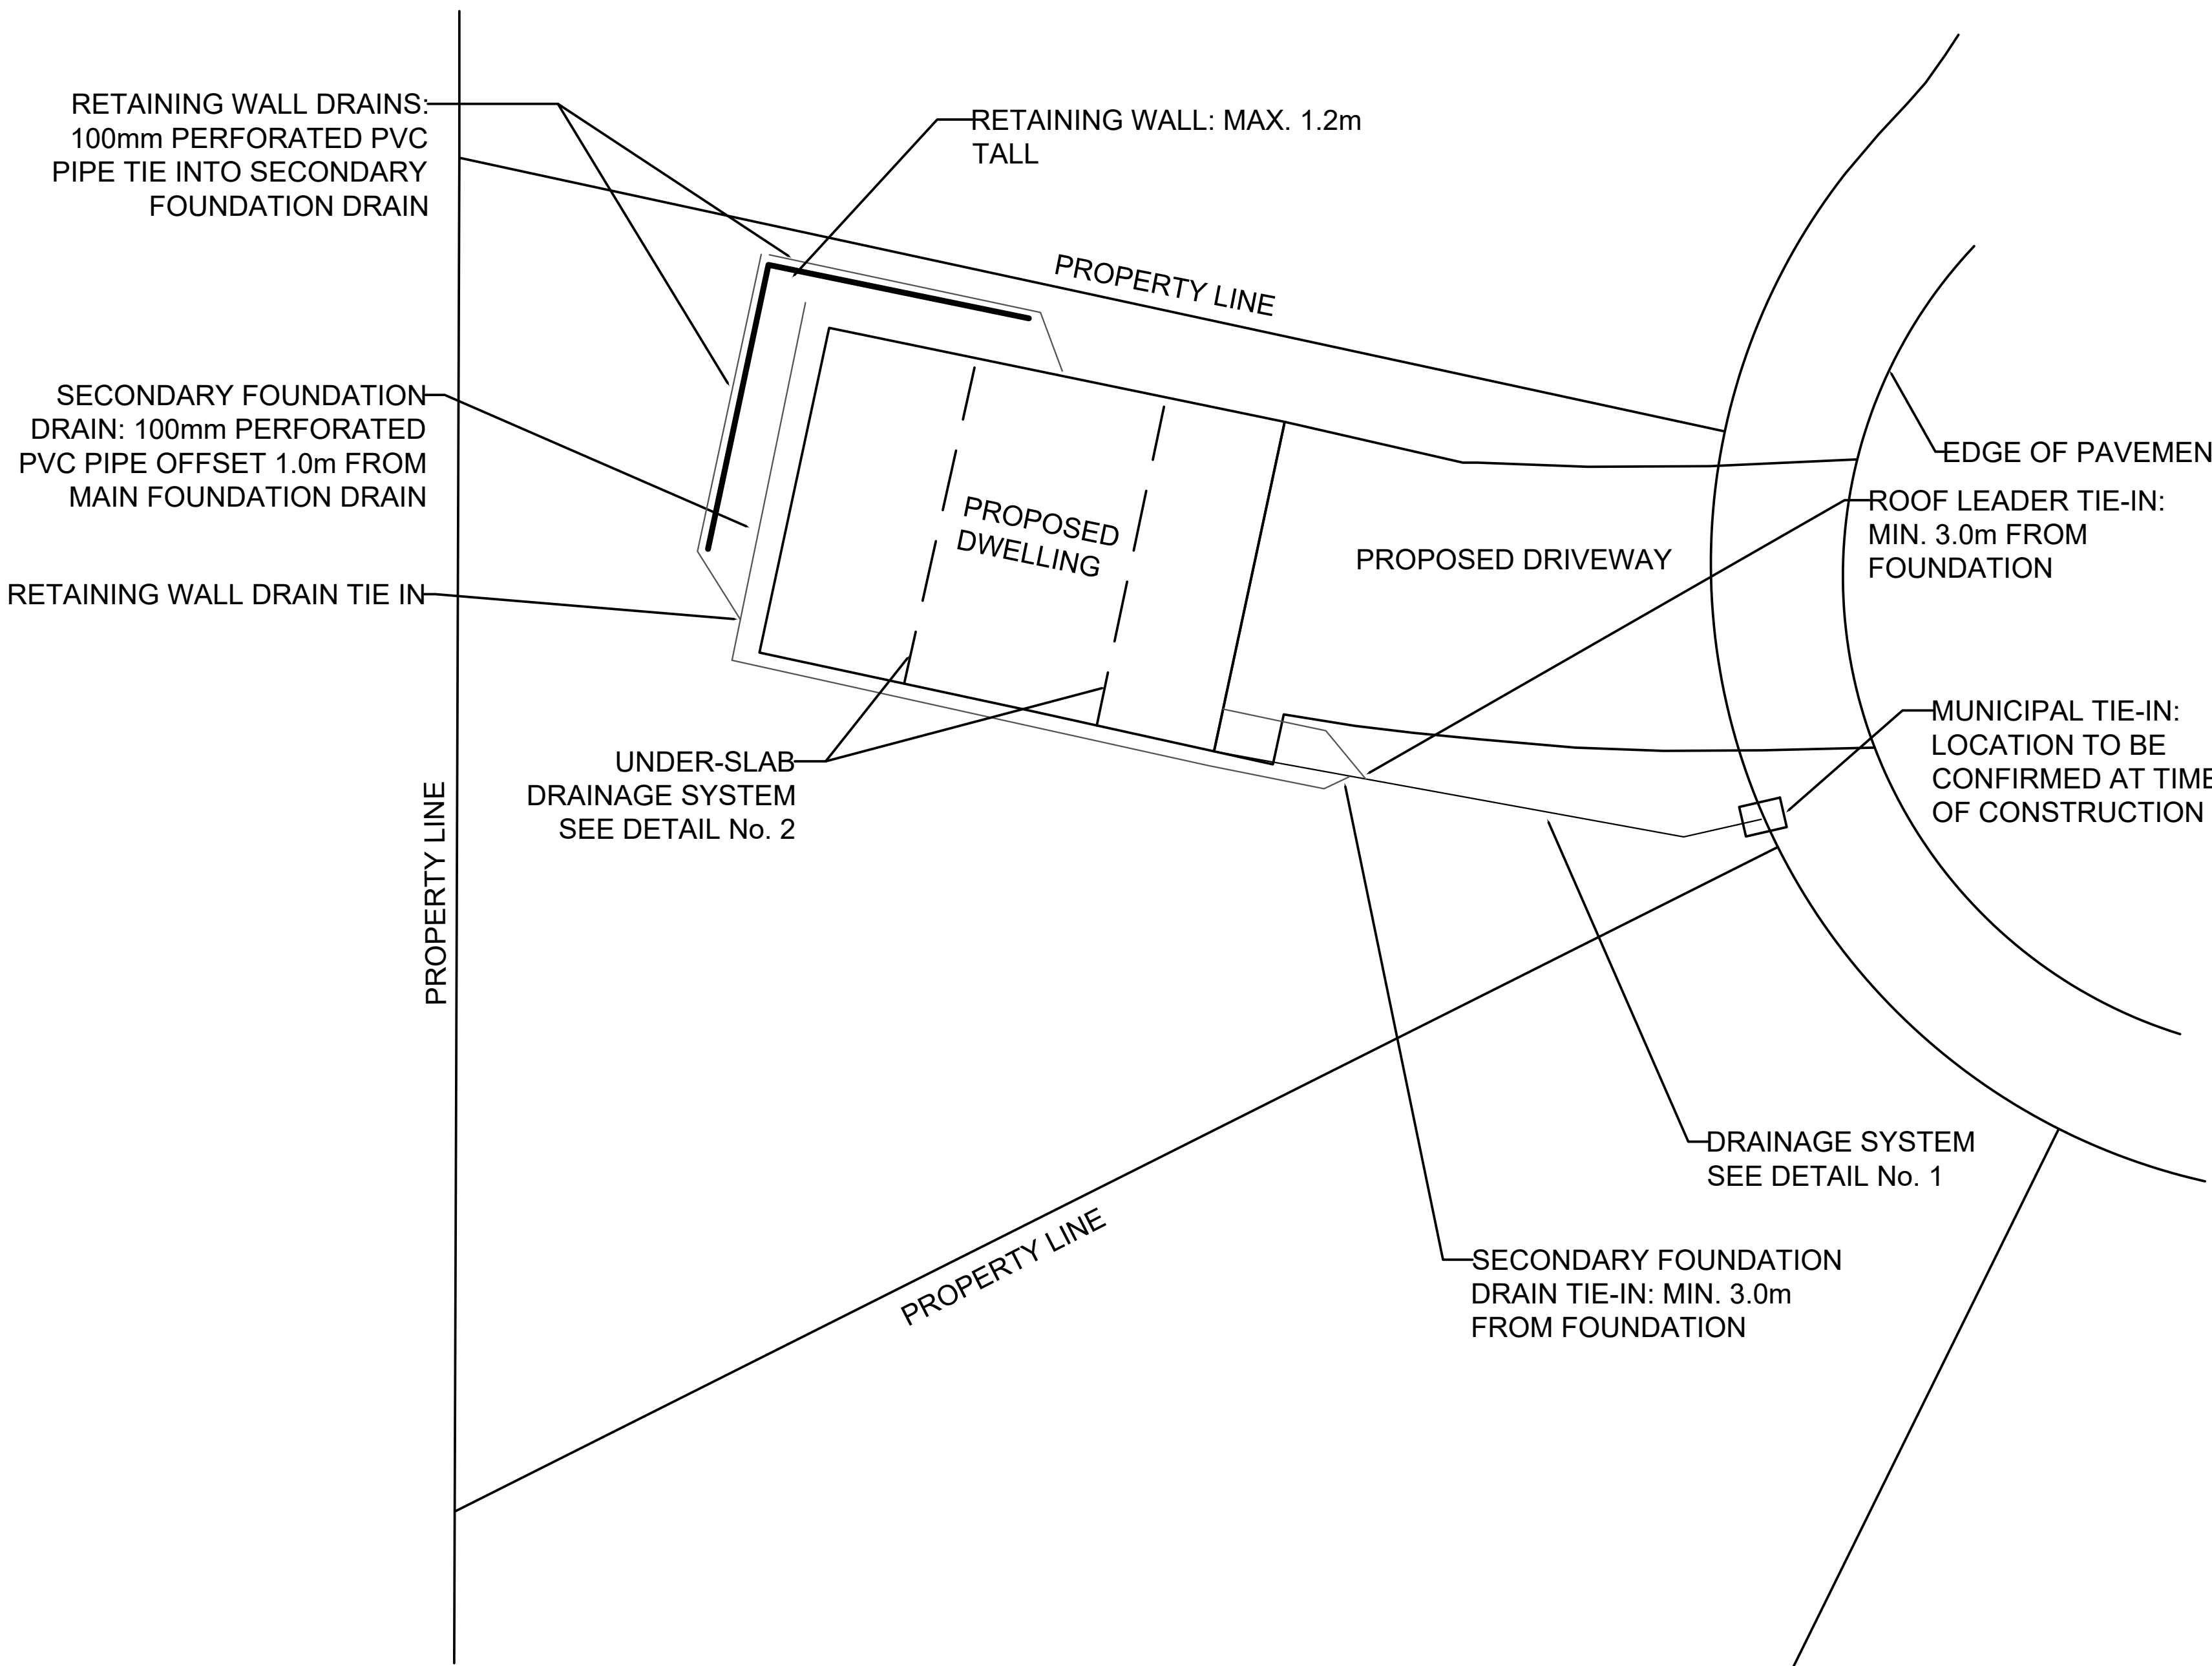 RETAINING WALL DRAINS:
100mm PERFORATED PVC
PIPE TIE INTO SECONDARY
FOUNDATION DRAIN
RETAINING WALL: MAX. 1.2m
TALL
PROPERTY LINE
SECONDARY FOUNDATION
DRAIN: 100mm PERFORATED
PVC PIPE OFFSET 1.0m FROM
MAIN FOUNDATION DRAIN
EDGE OF PAVEMEN
ROOF LEADER TIE-IN:
MIN. 3.0m FROM
FOUNDATION
PROPOSED
DWELLING
PROPOSED DRIVEWAY
RETAINING WALL DRAIN TIE IN
MUNICIPAL TIE-IN:
LOCATION TO BE
CONFIRMED AT TIME
OF CONSTRUCTION
UNDER-SLAB
DRAINAGE SYSTEM
SEE DETAIL No. 2
PROPERTY LINE
DRAINAGE SYSTEM
SEE DETAIL No. 1
PROPERTY LINE
SECONDARY FOUNDATION
DRAIN TIE-IN: MIN. 3.0m
FROM FOUNDATION